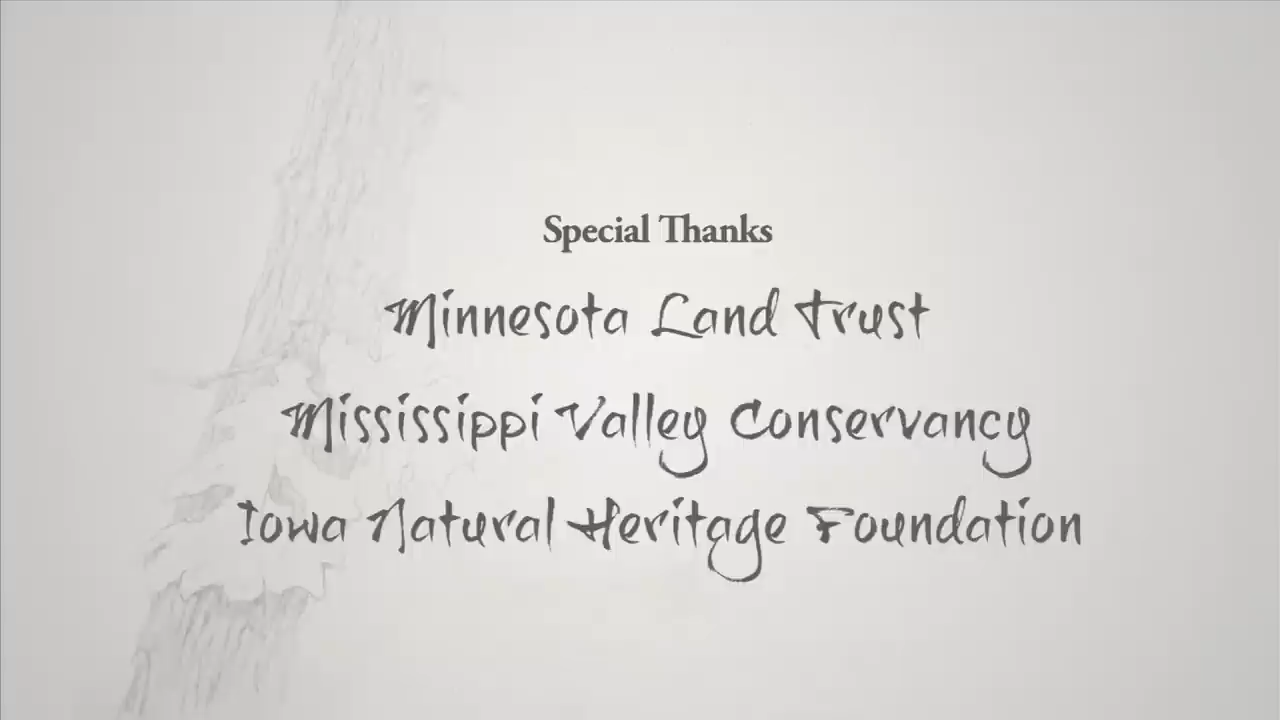 Special Thanks
Minnesota Land Trust
Mississippi Valley Conservancy
Iowa Natural Heritage Foundation